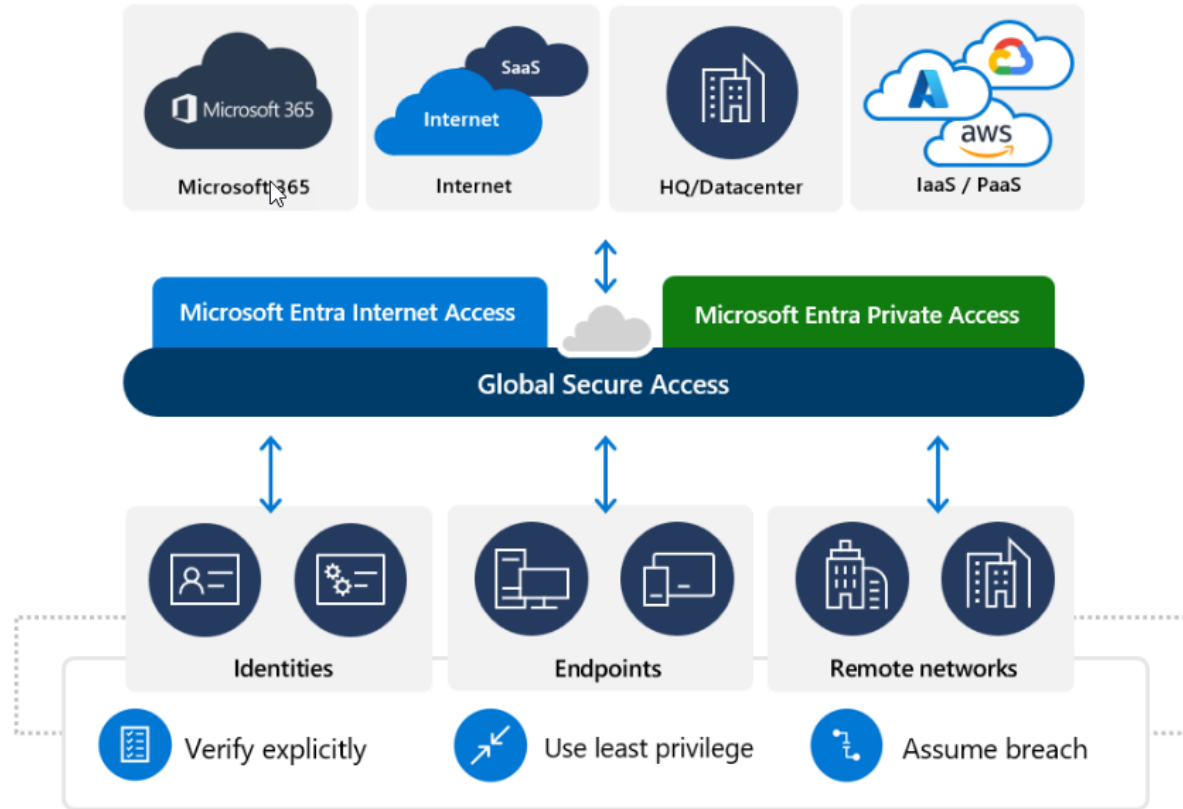 SaaS
Internet
Microsoft 365
aws
Microsoft 365
Internet
HQ/Datacenter
IaaS / PaaS
Microsoft Entra Internet Access
Microsoft Entra Private Access
Global Secure Access
Identities
Endpoints
Remote networks
Verify explicitly
Use least privilege
Assume breach